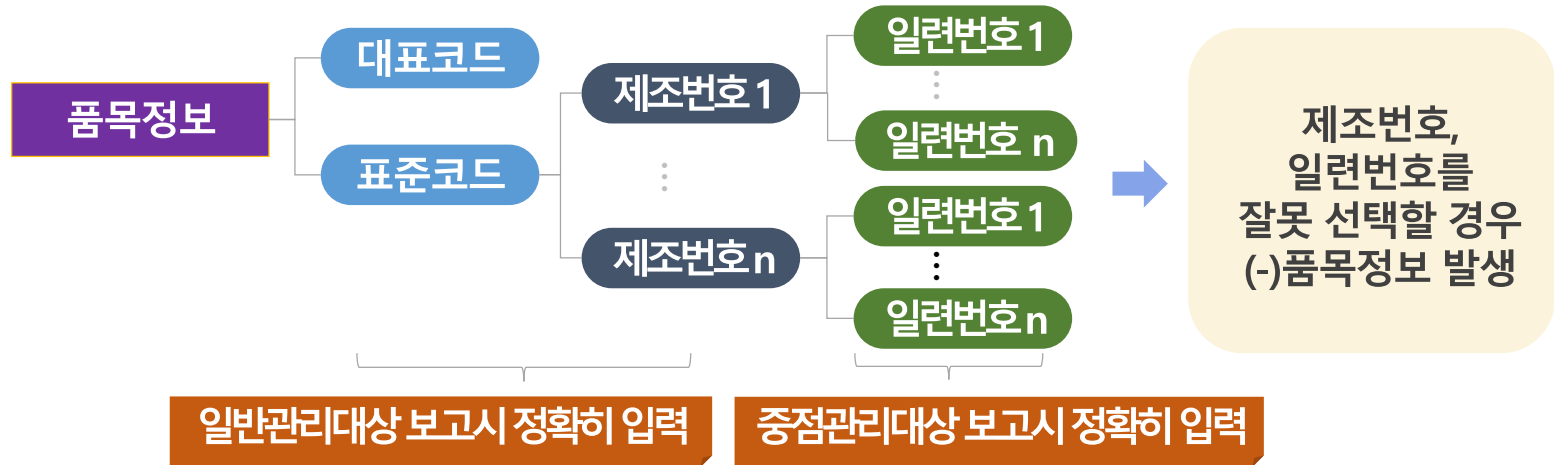 품목정보
대표코드
표준코드
제조번호 1
제조번호 n
일련번호 1
일련번호 n
일련번호 1
일련번호 n
제조번호,
일련번호를
잘못 선택할 경우
(-)품목정보 발생
일반관리대상 보고시 정확히 입력
중점관리대상 보고시 정확히 입력